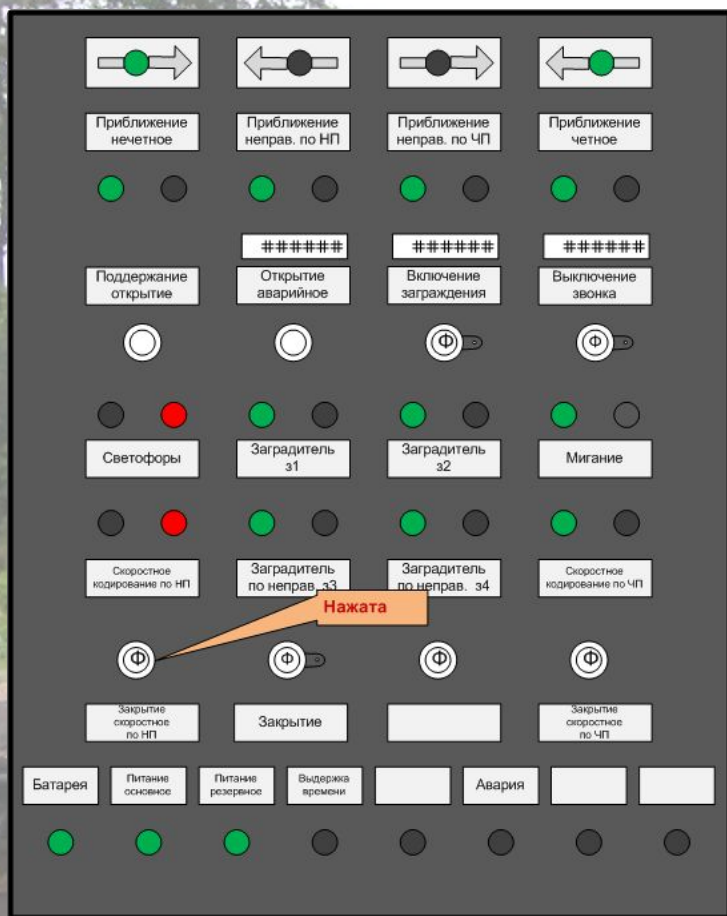 Приближение
нечетное
Приближение
неправ. по НП
Приближение
неправ. по ЧП
Приближение
четное
######
######
######
Поддержание
открытие
Открытие
аварийное
Включение
заграждения
Выключение
звонка
Ф
Ф
Светофоры
Заградитель
з1
Заградитель
з2
Мигание
Скоростное
кодирование по НП
Заградитель
по неправ. з3
Заградитель
по неправ. з4
Скоростное
кодирование по ЧП
Нажата
Ф
Ф
Ф
Ф
Закрытие
скоростное
по НП
Закрытие
Закрытие
скоростное
по ЧП
Батарея
Питание
основное
Питание
резервное
Выдержка
времени
Авария